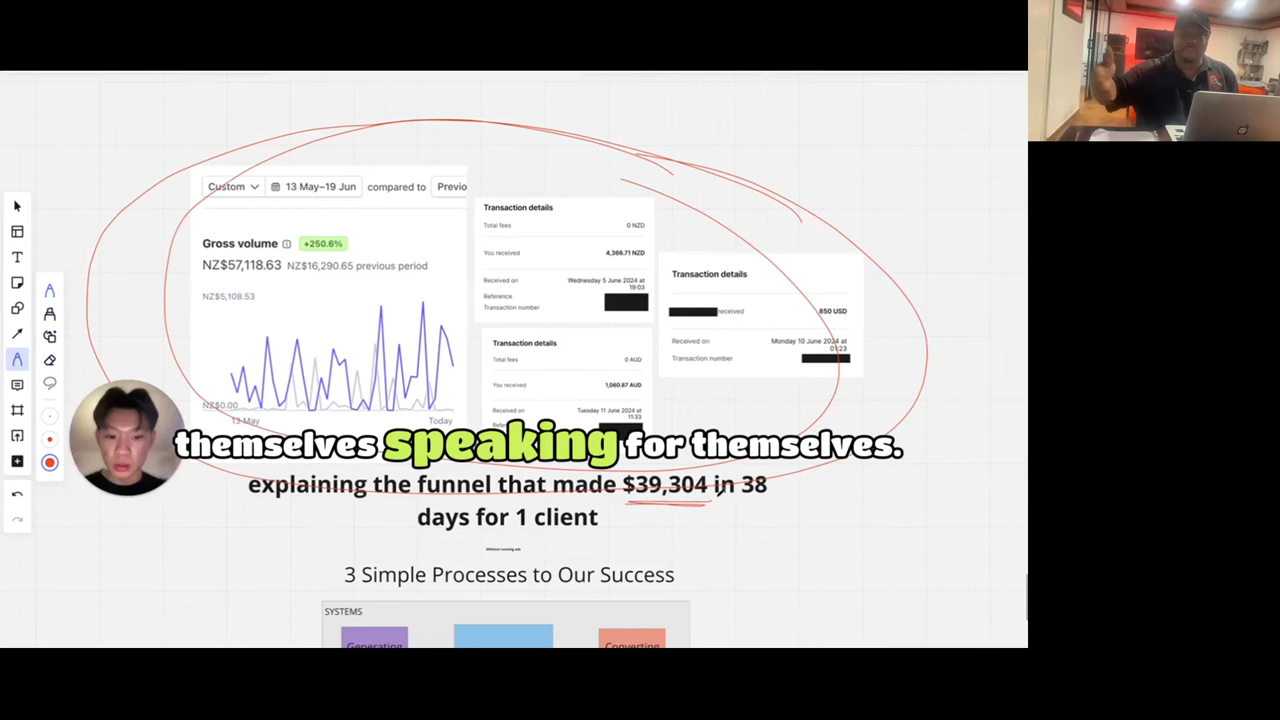 Custom
13 May–19 Jun
compared to
Previo
Gross volume
+250.6%
NZ$57,118.63 NZ$16,290.65 previous period
NZ$5,108.53
NZ$0.00
13 May
Today
Transaction details
Total fees
0 NZD
You received
4,366.71 NZD
Received on
Wednesday 5 June 2024 at
19:03
Reference
Transaction number
Transaction details
Total fees
0 AUD
You received
1,060.87 AUD
Received on
Tuesday 11 June 2024 at
11:33
Transaction details
received
850 USD
Received on
Monday 10 June 2024 at
01:23
Transaction number
themselves speaking for themselves.
explaining the funnel that made $39,304 in 38
days for 1 client
Without running ads
3 Simple Processes to Our Success
SYSTEMS
Generating
Converting